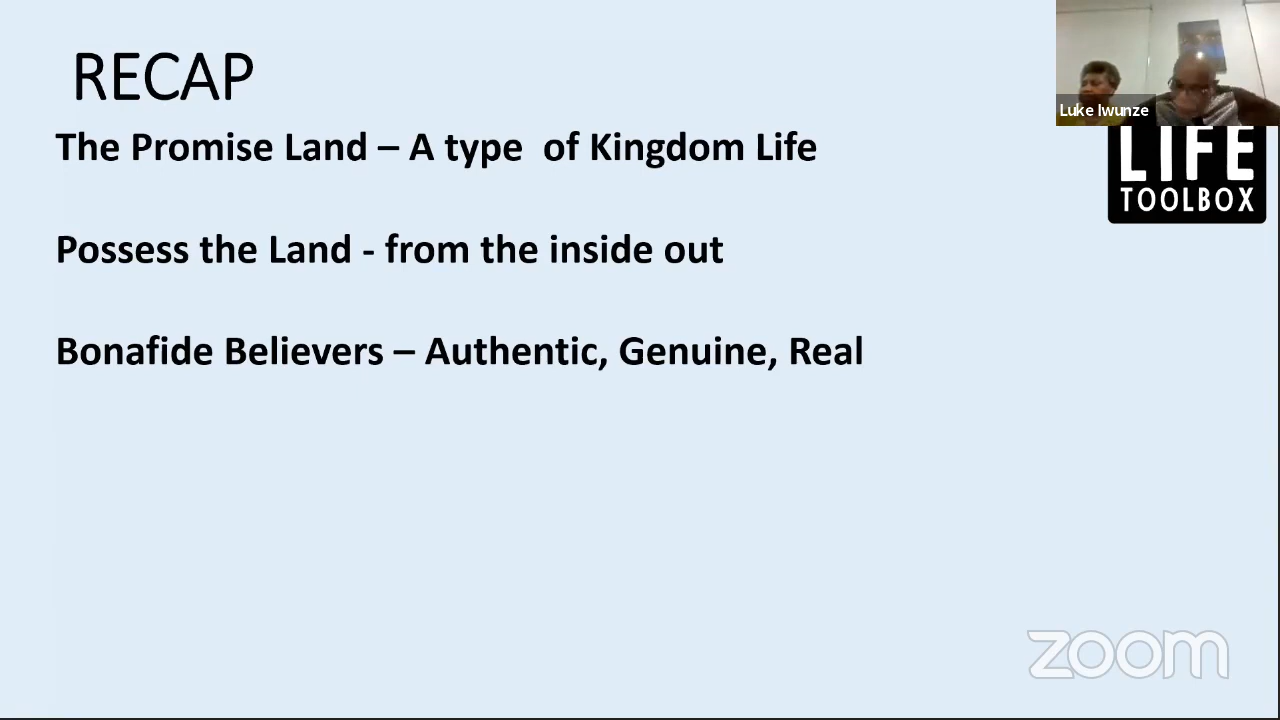 RECAP
The Promise Land – A type  of Kingdom Life
Possess the Land - from the inside out
Bonafide Believers – Authentic, Genuine, Real
Luke Iwunze
LIFE
TOOLBOX
zoom